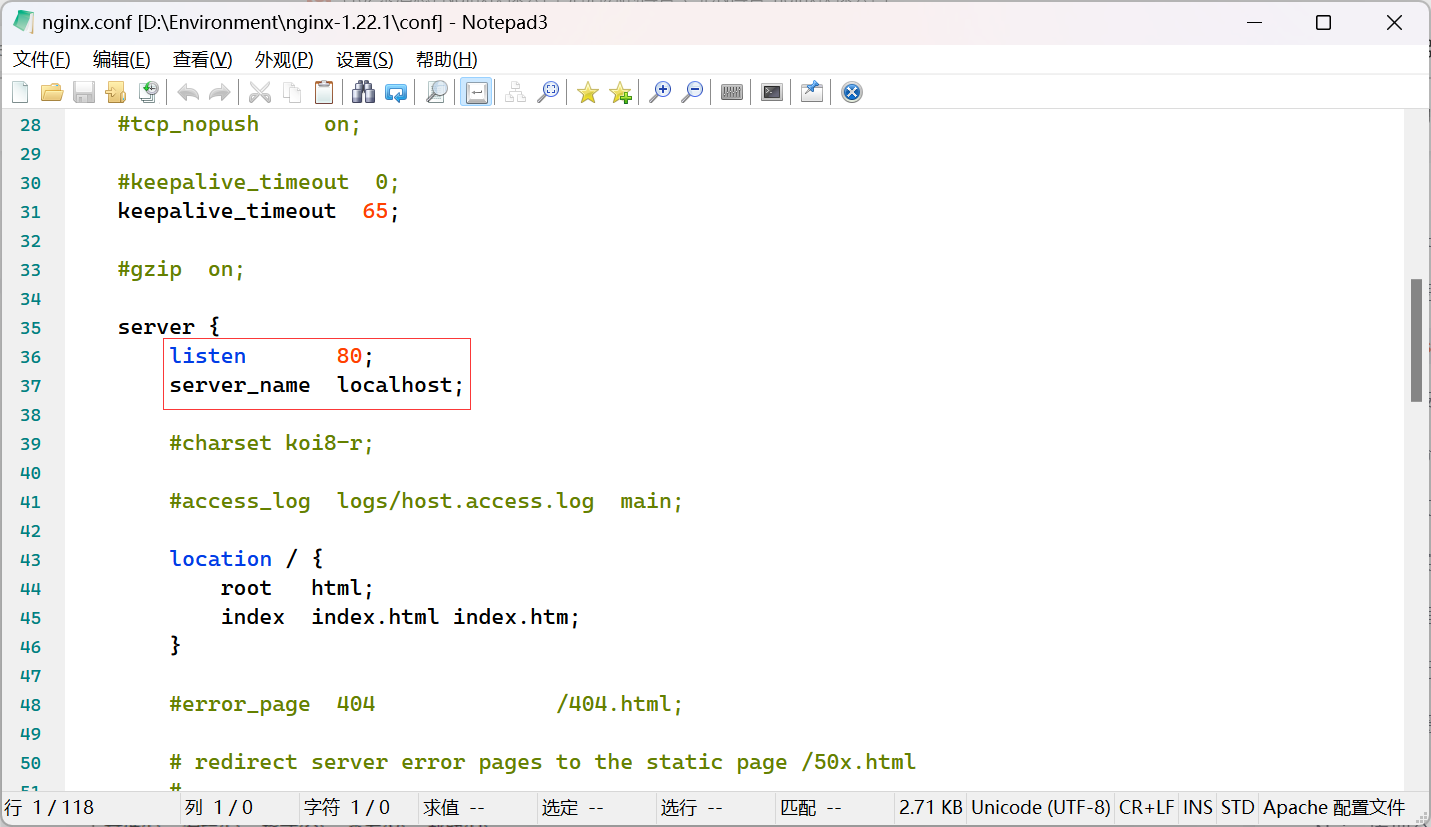 nginx.conf [D:\Environment\nginx-1.22.1\conf] - Notepad3
文件(F) 编辑(E) 查看(V) 外观(P) 设置(S) 帮助(H)
28 #tcp_nopush     on;
29
30 #keepalive_timeout  0;
31 keepalive_timeout  65;
32
33 #gzip  on;
34
35 server {
36     listen       80;
37     server_name  localhost;
38
39     #charset koi8-r;
40
41     #access_log  logs/host.access.log  main;
42
43     location / {
44         root   html;
45         index  index.html index.htm;
46     }
47
48     #error_page  404              /404.html;
49
50     # redirect server error pages to the static page /50x.html
51     #
行 1 / 118 列 1 / 0 字符 1 / 0 求值 -- 选定 -- 选行 -- 匹配 -- 2.71 KB Unicode (UTF-8) CR+LF INS STD Apache 配置文件